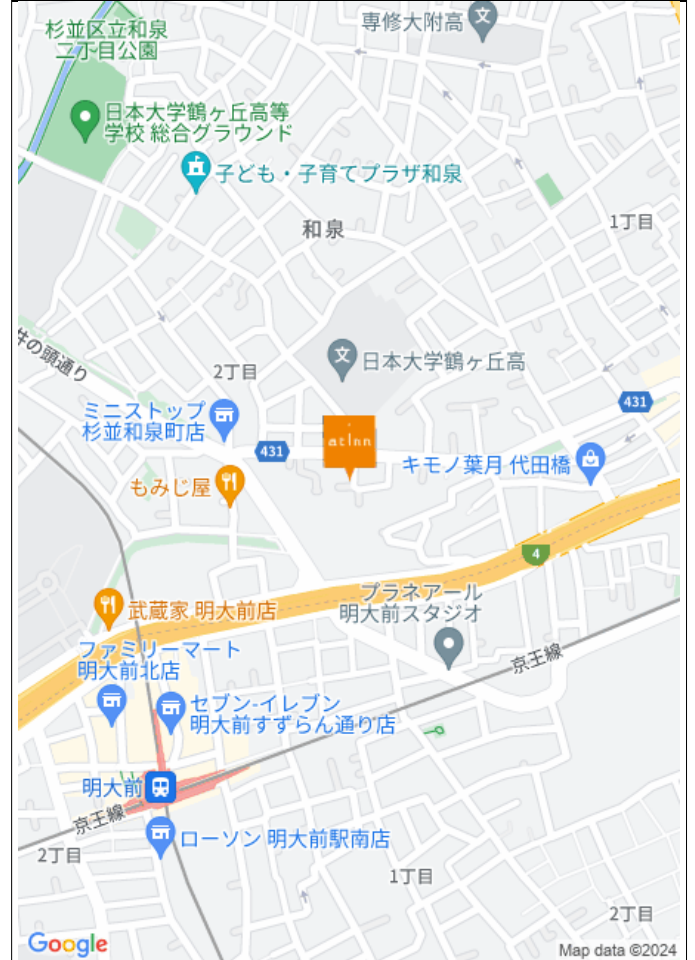 専修大附高
杉並区立和泉
二丁目公園
日本大学鶴ヶ丘高等
学校 総合グラウンド
子ども・子育てプラザ和泉
和泉
1丁目
井の頭通り
2丁目
日本大学鶴ヶ丘高
431
ミニストップ
杉並和泉町店
atinn
431
キモノ葉月 代田橋
もみじ屋
4
プラネアール
明大前スタジオ
武蔵家 明大前店
ファミリーマート
明大前北店
京王線
セブン-イレブン
明大前すずらん通り店
明大前
京王線
ローソン 明大前駅南店
2丁目
1丁目
2丁目
Google
Map data ©2024